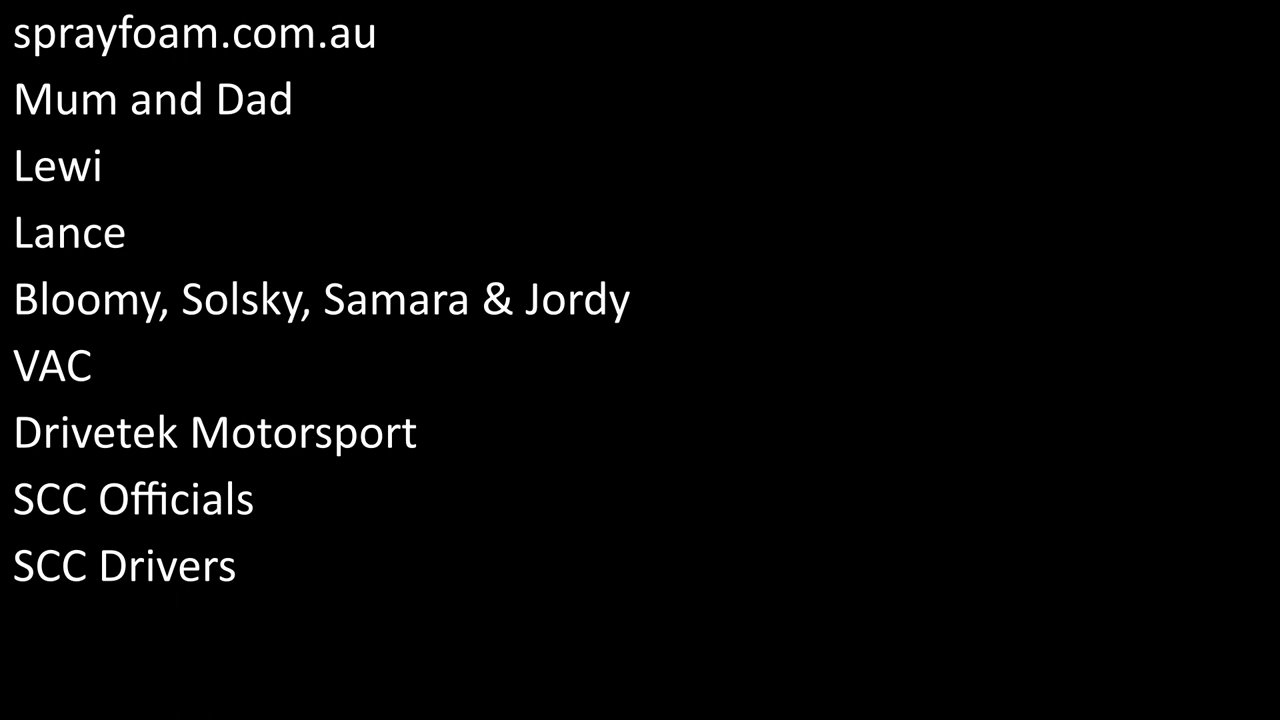 sprayfoam.com.au
Mum and Dad
Lewi
Lance
Bloomy, Solsky, Samara & Jordy
VAC
Drivetek Motorsport
SCC Officials
SCC Drivers